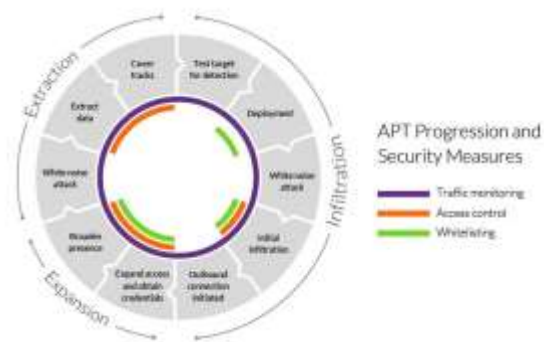 Extraction
Infiltration
Expansion
Cover
tracks
Test target
for detection
Deployment
White noise
attack
Initial
infiltration
Outbound
connection
initiated
Expand access
and obtain
credentials
Broaden
presence
White noise
attack
Extract
data
APT Progression and
Security Measures
Traffic monitoring
Access control
Whitelisting